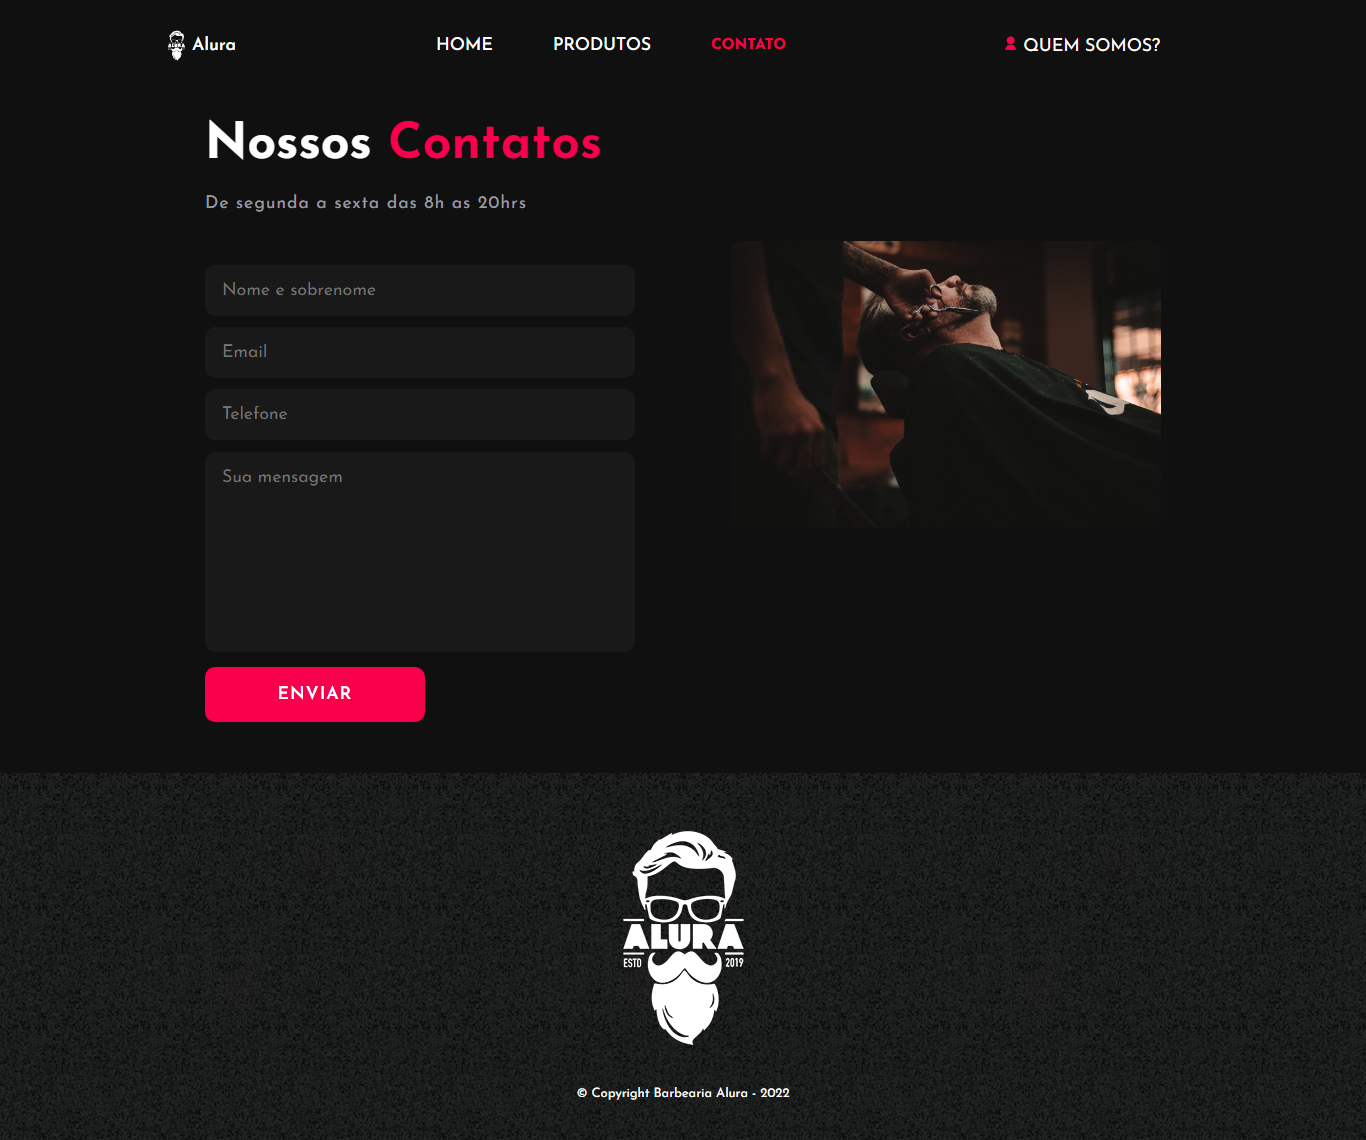 ALURA Alura
HOME
PRODUTOS
CONTATO
QUEM SOMOS?
Nossos Contatos
De segunda a sexta das 8h as 20hrs
Nome e sobrenome
Email
Telefone
Sua mensagem
ENVIAR
ALURA
ESTD 2019
© Copyright Barbearia Alura - 2022